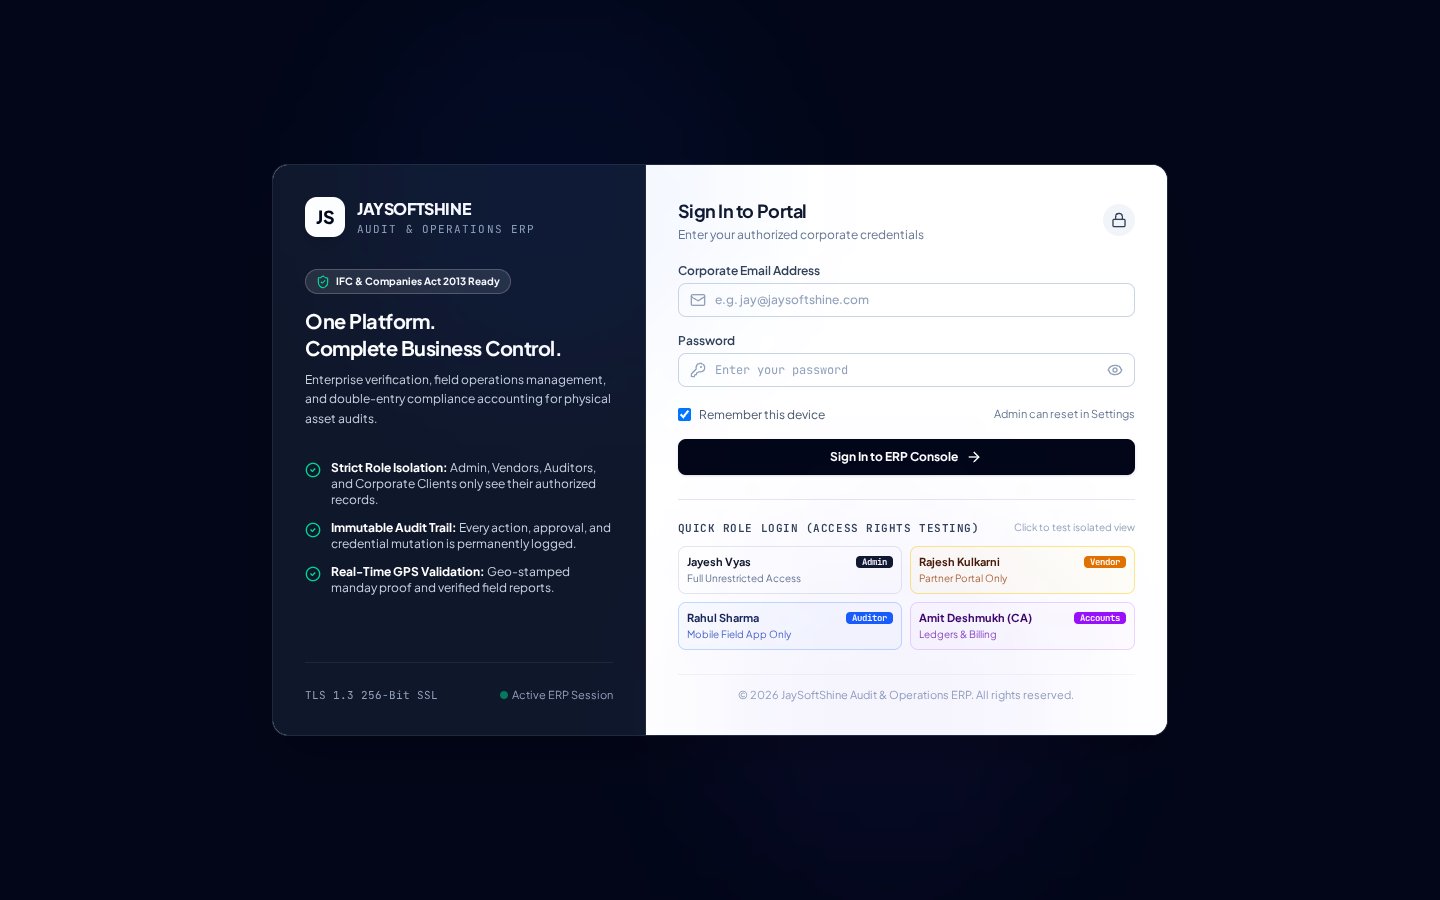 JS
JAYSOFTSHINE
AUDIT & OPERATIONS ERP
IFC & Companies Act 2013 Ready
One Platform.
Complete Business Control.
Enterprise verification, field operations management,
and double-entry compliance accounting for physical
asset audits.
Strict Role Isolation: Admin, Vendors, Auditors,
and Corporate Clients only see their authorized
records.
Immutable Audit Trail: Every action, approval, and
credential mutation is permanently logged.
Real-Time GPS Validation: Geo-stamped
manday proof and verified field reports.
TLS 1.3 256-Bit SSL
Active ERP Session
Sign In to Portal
Enter your authorized corporate credentials
Corporate Email Address
e.g. jay@jaysoftshine.com
Password
Enter your password
Remember this device
Admin can reset in Settings
Sign In to ERP Console
QUICK ROLE LOGIN (ACCESS RIGHTS TESTING)
Click to test isolated view
Jayesh Vyas
Admin
Full Unrestricted Access
Rajesh Kulkarni
Vendor
Partner Portal Only
Rahul Sharma
Auditor
Mobile Field App Only
Amit Deshmukh (CA)
Accounts
Ledgers & Billing
© 2026 JaySoftShine Audit & Operations ERP. All rights reserved.